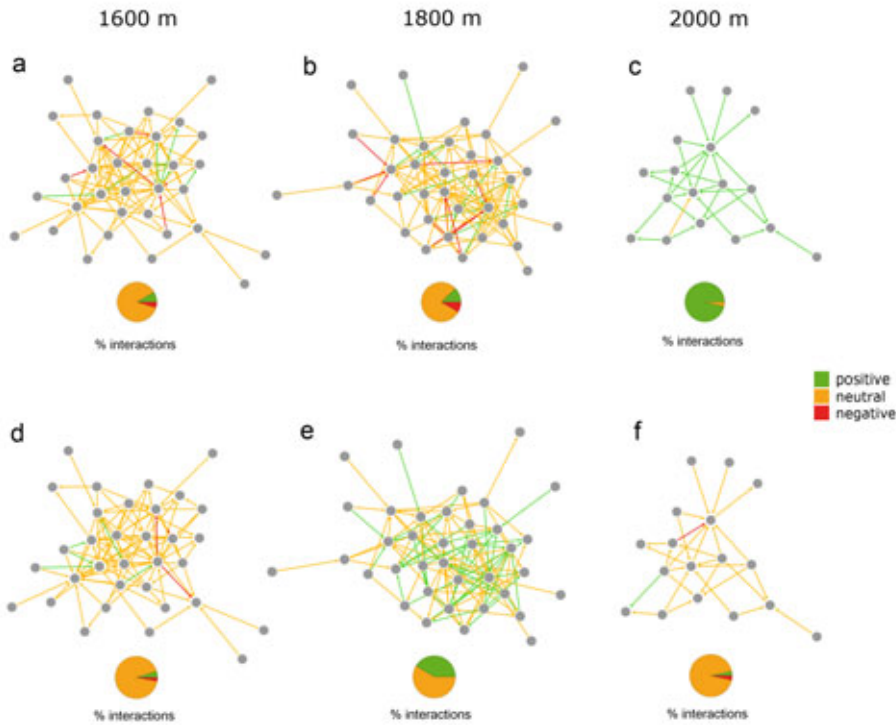 1600 m
1800 m
2000 m
a
b
c
% interactions
% interactions
% interactions
positive
neutral
negative
d
e
f
% interactions
% interactions
% interactions